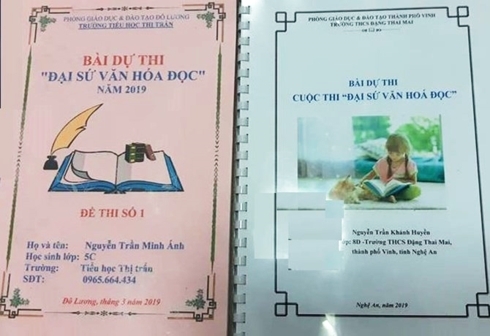 PHÒNG GIÁO DỤC & ĐÀO TẠO ĐÔ LƯƠNG
TRƯỜNG TIỂU HỌC THỊ TRẤN
BÀI DỰ THI
"ĐẠI SỨ VĂN HÓA ĐỌC"
NĂM 2019
ĐỀ THI SỐ 1
Họ và tên: Nguyễn Trần Minh Ánh
Học sinh lớp: 5C
Trường: Tiểu học Thị trấn
SĐT: 0965.664.434
Đô Lương, tháng 3 năm 2019
PHÒNG GIÁO DỤC & ĐÀO TẠO THÀNH PHỐ VINH
TRƯỜNG THCS ĐẶNG THAI MAI
BÀI DỰ THI
CUỘC THI "ĐẠI SỨ VĂN HOÁ ĐỌC"
Nguyễn Trần Khánh Huyền
8D -Trường THCS Đặng Thai Mai,
thành phố Vinh, tỉnh Nghệ An
Nghệ An, năm 2019